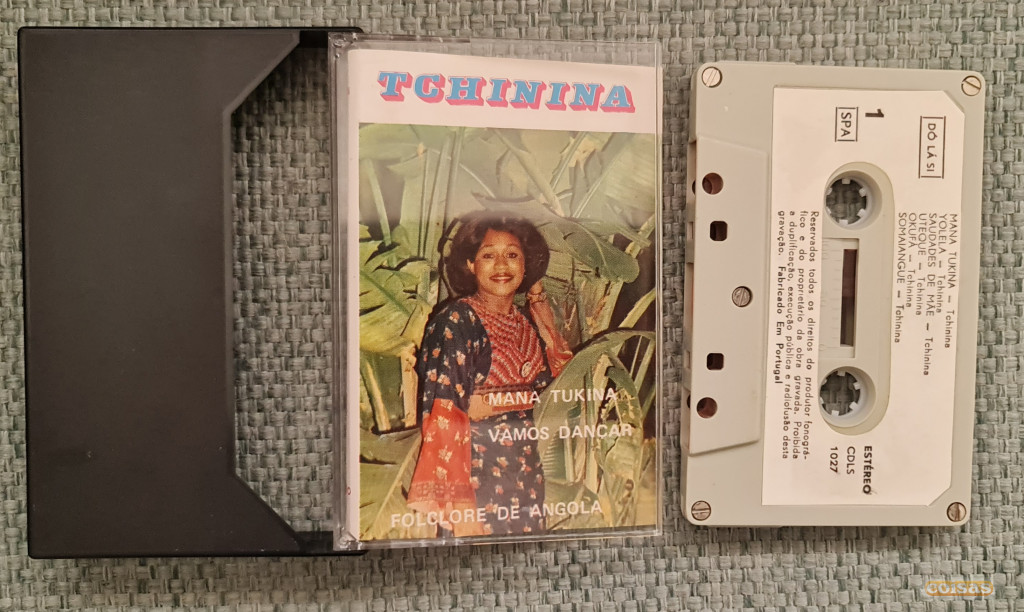 TCHININA
MANA TUKINA
VAMOS DANÇAR
FOLCLORE DE ANGOLA
DÓ LÁ SI
1
SPA
MANA TUKINA — Tchinina
YOLELA — Tchinina
SAUDADES DE MÃE — Tchinina
UTEQUE — Tchinina
OKUFA — Tchinina
SOMAIANGUE — Tchinina
ESTÉREO
CDLS
1027
Reservados todos os direitos do produtor fonográ-
fico e do proprietário da obra gravada. Proibida
a duplificação, execução pública e radiofusão desta
gravação. Fabricado Em Portugal
coisas